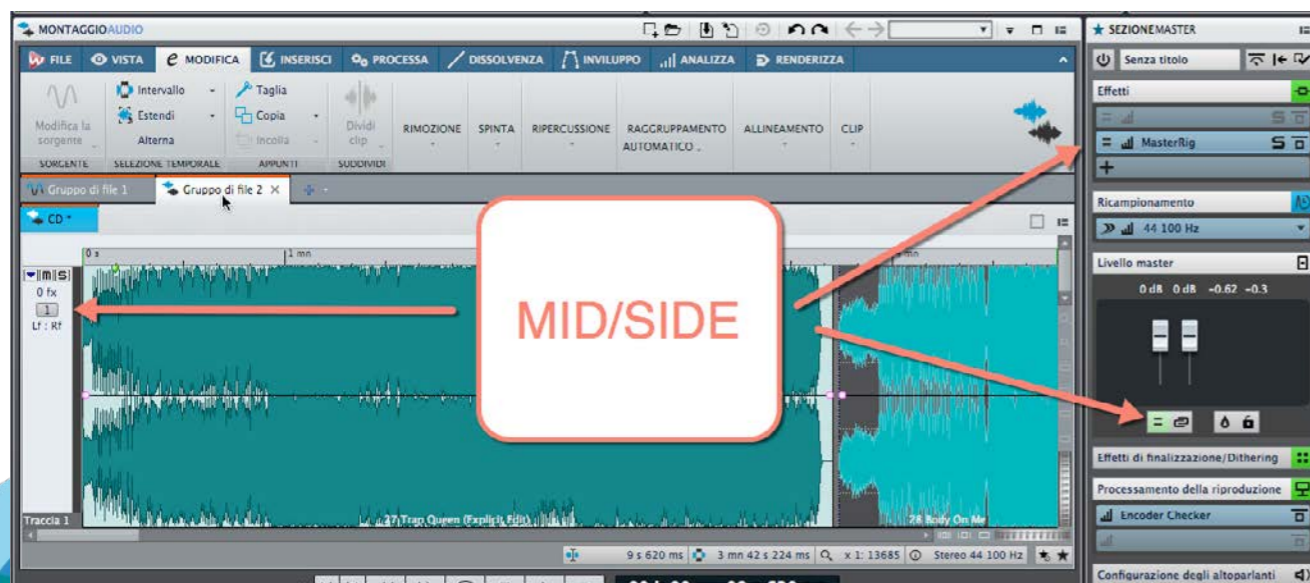 MONTAGGIOAUDIO
FILE VISTA MODIFICA INSERISCI PROCESSA DISSOLVENZA INVILUPPO ANALIZZA RENDERIZZA
Modifica la
sorgente
SORGENTE
Intervallo
Estendi
Alterna
SELEZIONE TEMPORALE
Taglia
Copia
Incolla
APPUNTI
Dividi
clip
SUDDIVIDI
RIMOZIONE SPINTA RIPERCUSSIONE RAGGRUPPAMENTO
AUTOMATICO
ALLINEAMENTO CLIP
Gruppo di file 1 Gruppo di file 2
CD *
0 s 1 mn
m S
0 fx
1
Lf : Rf
MID/SIDE
Traccia 1
27 Trap Queen (Explicit Edit)
28 Body On Me
9 s 620 ms 3 mn 42 s 224 ms x 1: 13685 Stereo 44 100 Hz
SEZIONEMASTER
Senza titolo
Effetti
S
MasterRig S
Ricampionamento
44 100 Hz
Livello master
0 dB 0 dB -0.62 -0.3
Effetti di finalizzazione/Dithering
Processamento della riproduzione
Encoder Checker
Configurazione degli altoparlanti